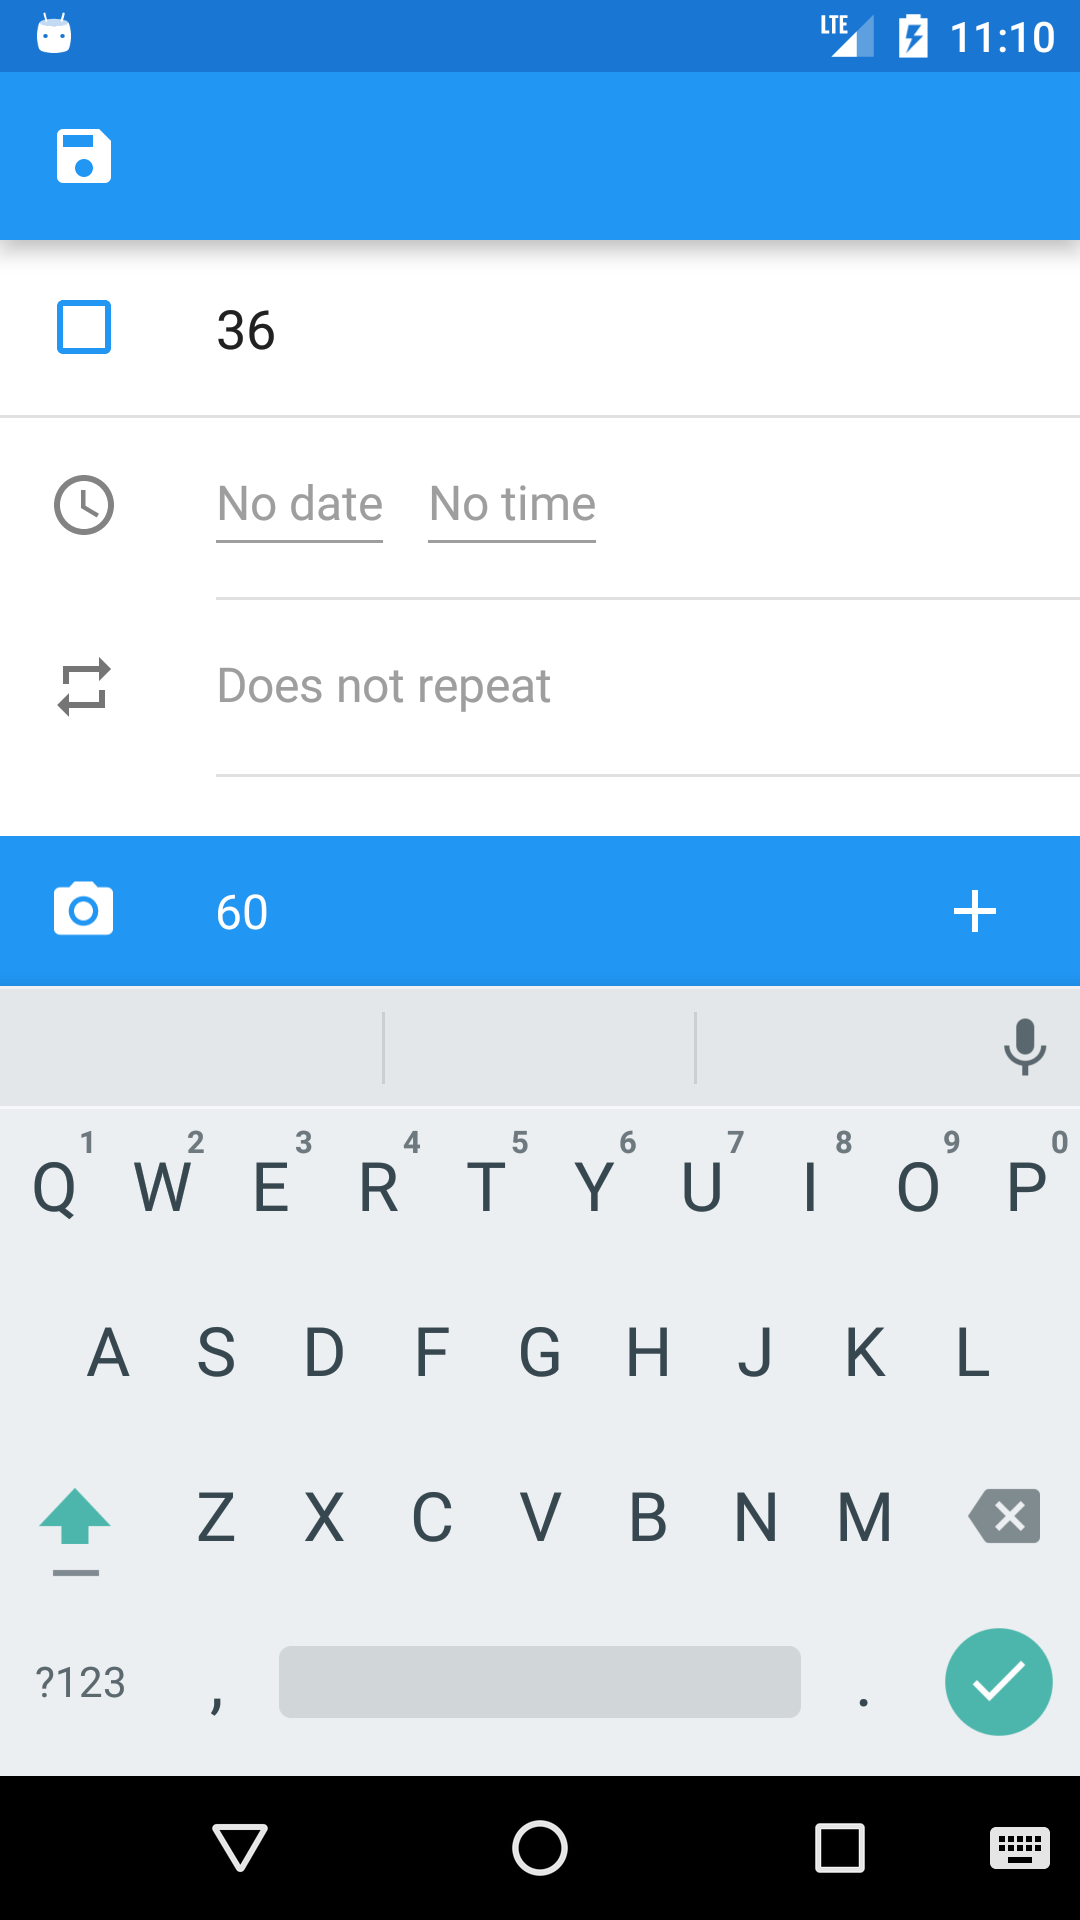 LTE 11:10
36
No date No time
Does not repeat
60
1 2 3 4 5 6 7 8 9 0
Q W E R T Y U I O P
A S D F G H J K L
Z X C V B N M
?123 , .